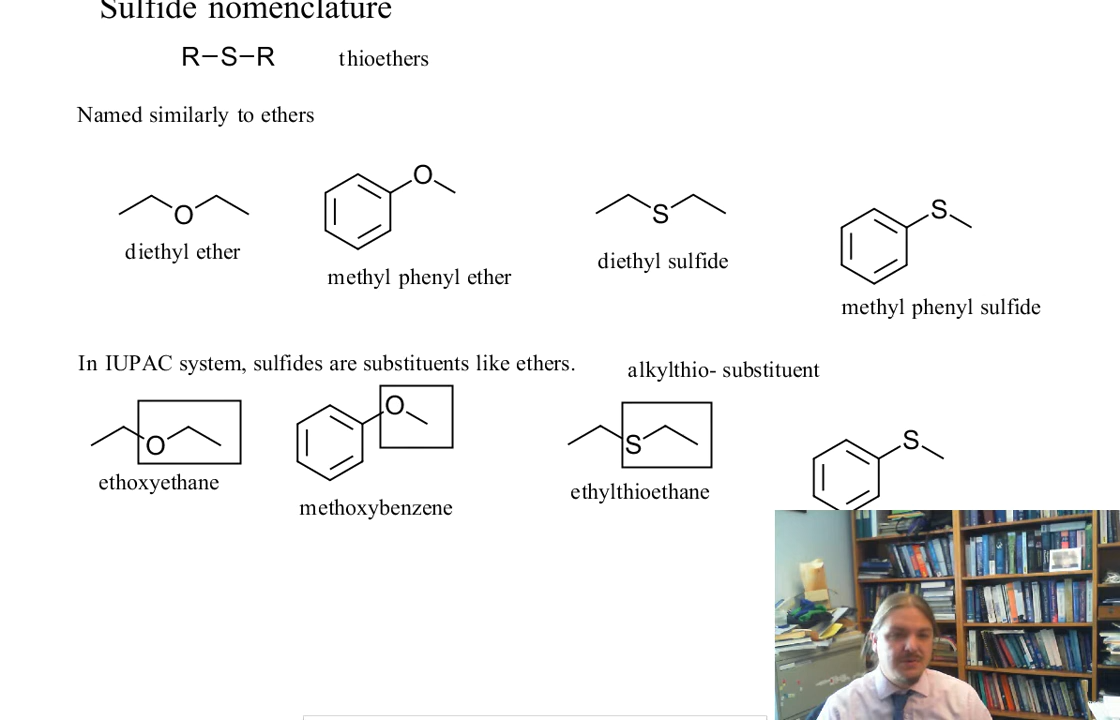 Sulfide nomenclature
R-S-R thioethers
Named similarly to ethers
O O S S
diethyl ether
methyl phenyl ether
diethyl sulfide
methyl phenyl sulfide
In IUPAC system, sulfides are substituents like ethers.
alkylthio- substituent
O O S S
ethoxyethane
methoxybenzene
ethylthioethane